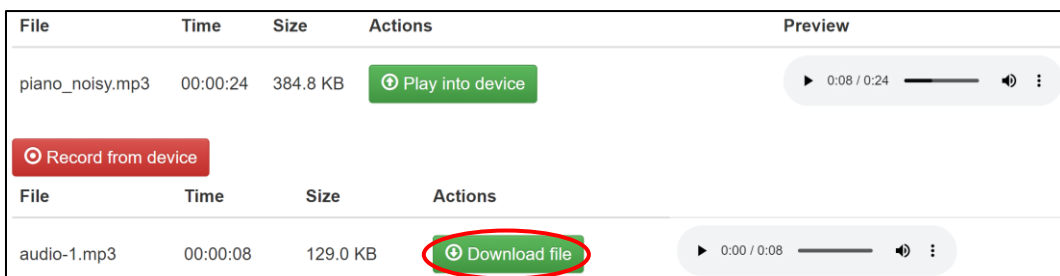 File Time Size Actions Preview
piano_noisy.mp3 00:00:24 384.8 KB Play into device 0:08 / 0:24
Record from device
File Time Size Actions
audio-1.mp3 00:00:08 129.0 KB Download file 0:00 / 0:08